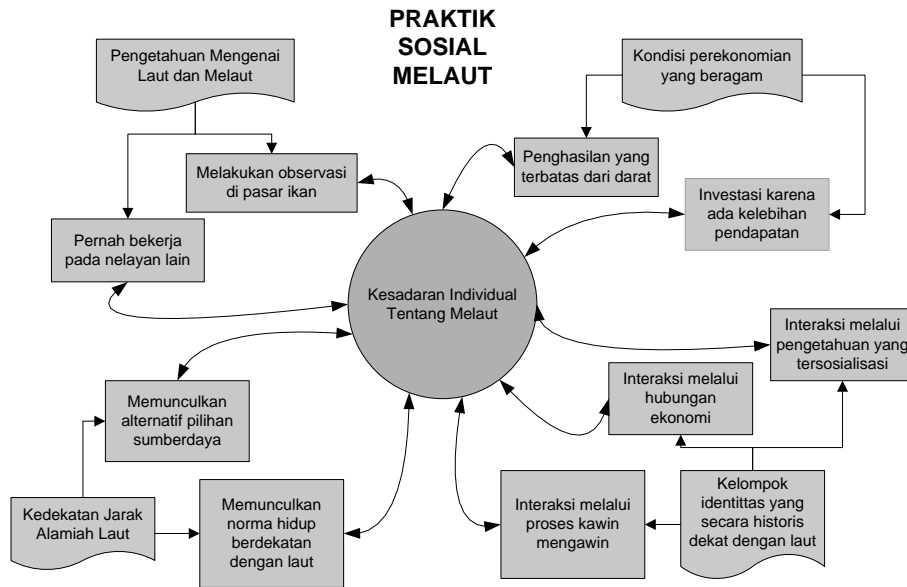 PRAKTIK
SOSIAL
MELAUT
Pengetahuan Mengenai
Laut dan Melaut
Kondisi perekonomian
yang beragam
Melakukan observasi
di pasar ikan
Penghasilan yang
terbatas dari darat
Investasi karena
ada kelebihan
pendapatan
Pernah bekerja
pada nelayan lain
Kesadaran Individual
Tentang Melaut
Interaksi melalui
pengetahuan yang
tersosialisasi
Memunculkan
alternatif pilihan
sumberdaya
Interaksi melalui
hubungan
ekonomi
Kedekatan Jarak
Alamiah Laut
Memunculkan
norma hidup
berdekatan
dengan laut
Interaksi melalui
proses kawin
mengawin
Kelompok
identittas yang
secara historis
dekat dengan laut